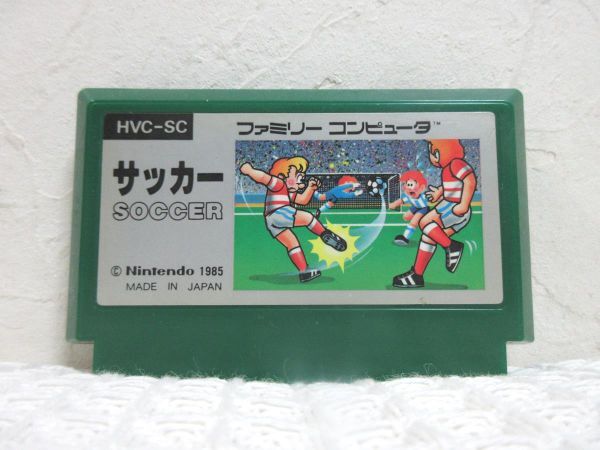 HVC-SC
ファミリー コンピュータ™
サッカー
SOCCER
© Nintendo 1985
MADE IN JAPAN